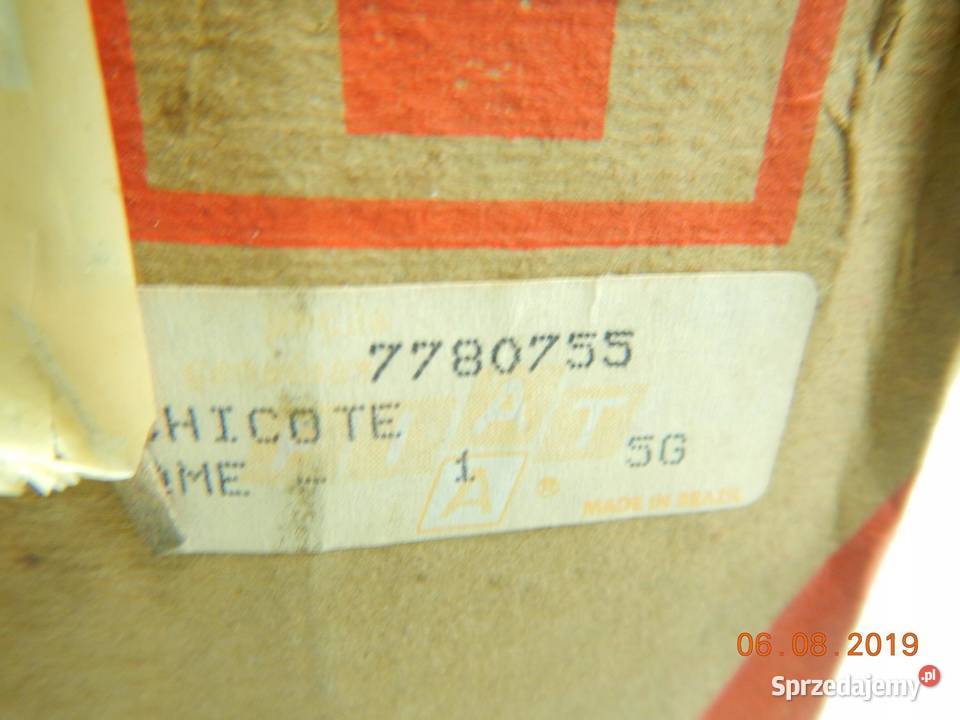 7780755
CHICOTE
FIAT
OME - 1 5G
A ®
MADE IN BRAZIL
06.08.2019
Sprzedajemy.pl